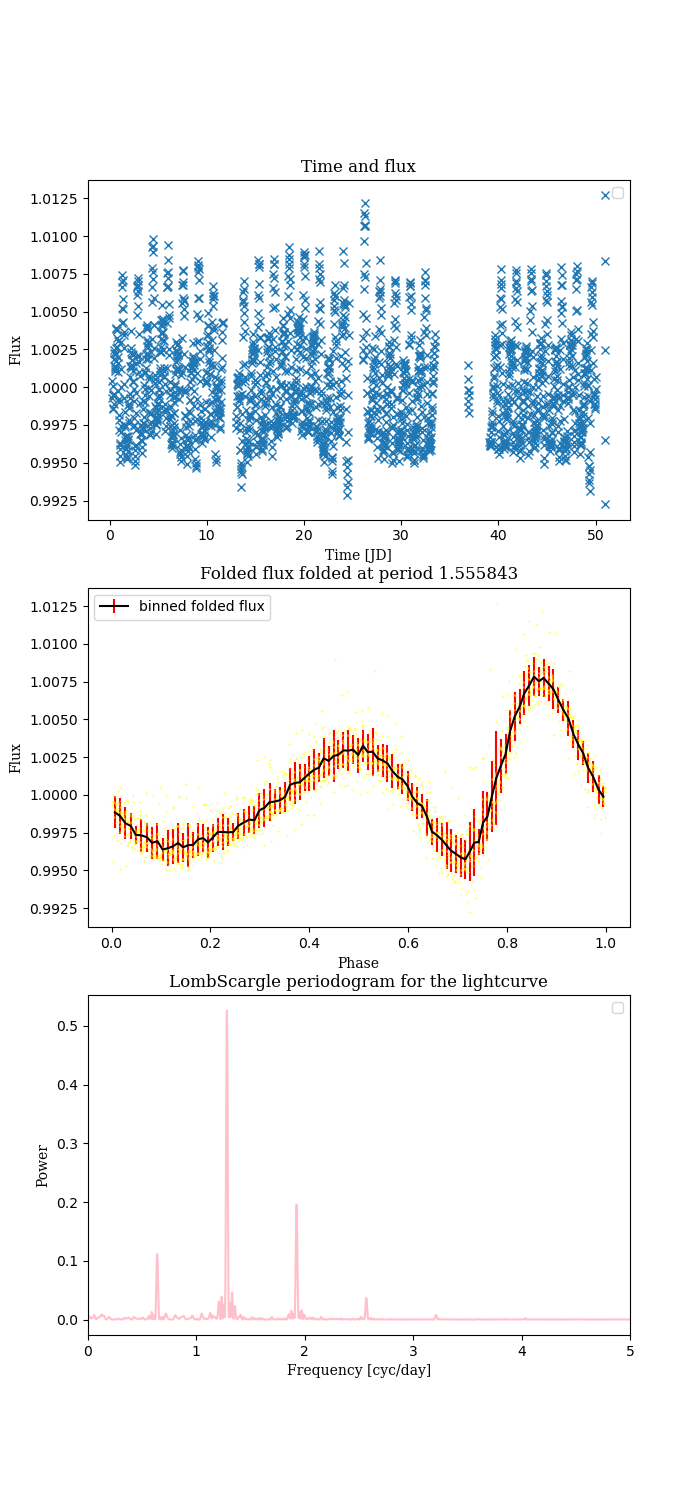 Time and flux
1.0125
1.0100
1.0075
1.0050
1.0025
1.0000
0.9975
0.9950
0.9925
Flux
0 10 20 30 40 50
Time [JD]
Folded flux folded at period 1.555843
binned folded flux
1.0125
1.0100
1.0075
1.0050
1.0025
1.0000
0.9975
0.9950
0.9925
Flux
0.0 0.2 0.4 0.6 0.8 1.0
Phase
LombScargle periodogram for the lightcurve
0.5
0.4
0.3
0.2
0.1
0.0
Power
0 1 2 3 4 5
Frequency [cyc/day]